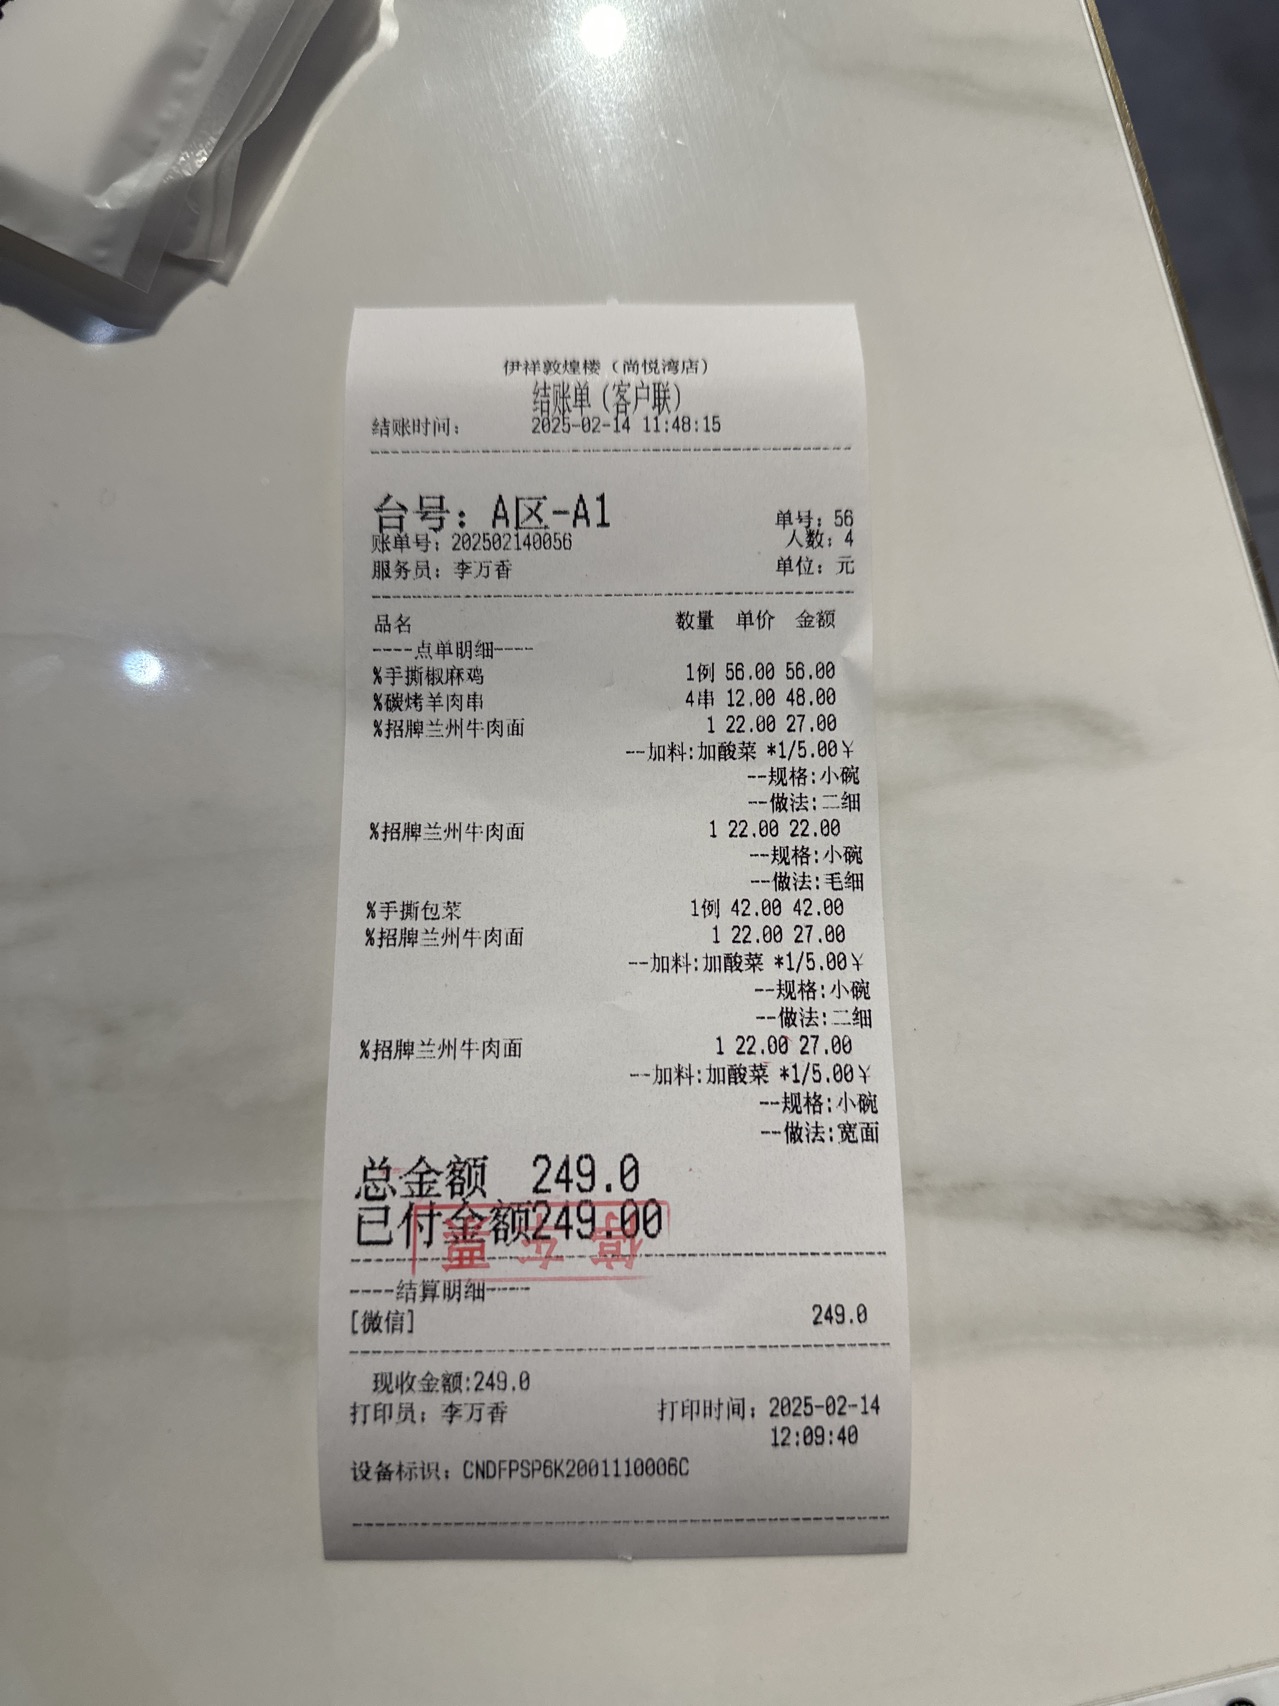 伊祥敦煌楼（尚悦湾店）
结账单（客户联）
结账时间： 2025-02-14 11:48:15
台号：A区-A1 单号：56
账单号：202502140056 人数：4
服务员：李万香 单位：元
品名 数量 单价 金额
----点单明细----
%手撕椒麻鸡 1例 56.00 56.00
%碳烤羊肉串 4串 12.00 48.00
%招牌兰州牛肉面 1 22.00 27.00
--加料:加酸菜 *1/5.00￥
--规格:小碗
--做法:二细
%招牌兰州牛肉面 1 22.00 22.00
--规格:小碗
--做法:毛细
%手撕包菜 1例 42.00 42.00
%招牌兰州牛肉面 1 22.00 27.00
--加料:加酸菜 *1/5.00￥
--规格:小碗
--做法:二细
%招牌兰州牛肉面 1 22.00 27.00
--加料:加酸菜 *1/5.00￥
--规格:小碗
--做法:宽面
总金额 249.0
已付金额249.00
----结算明细----
[微信] 249.0
现收金额:249.0
打印员：李万香 打印时间：2025-02-14
12:09:40
设备标识：CNDFPSP6K2001110006C